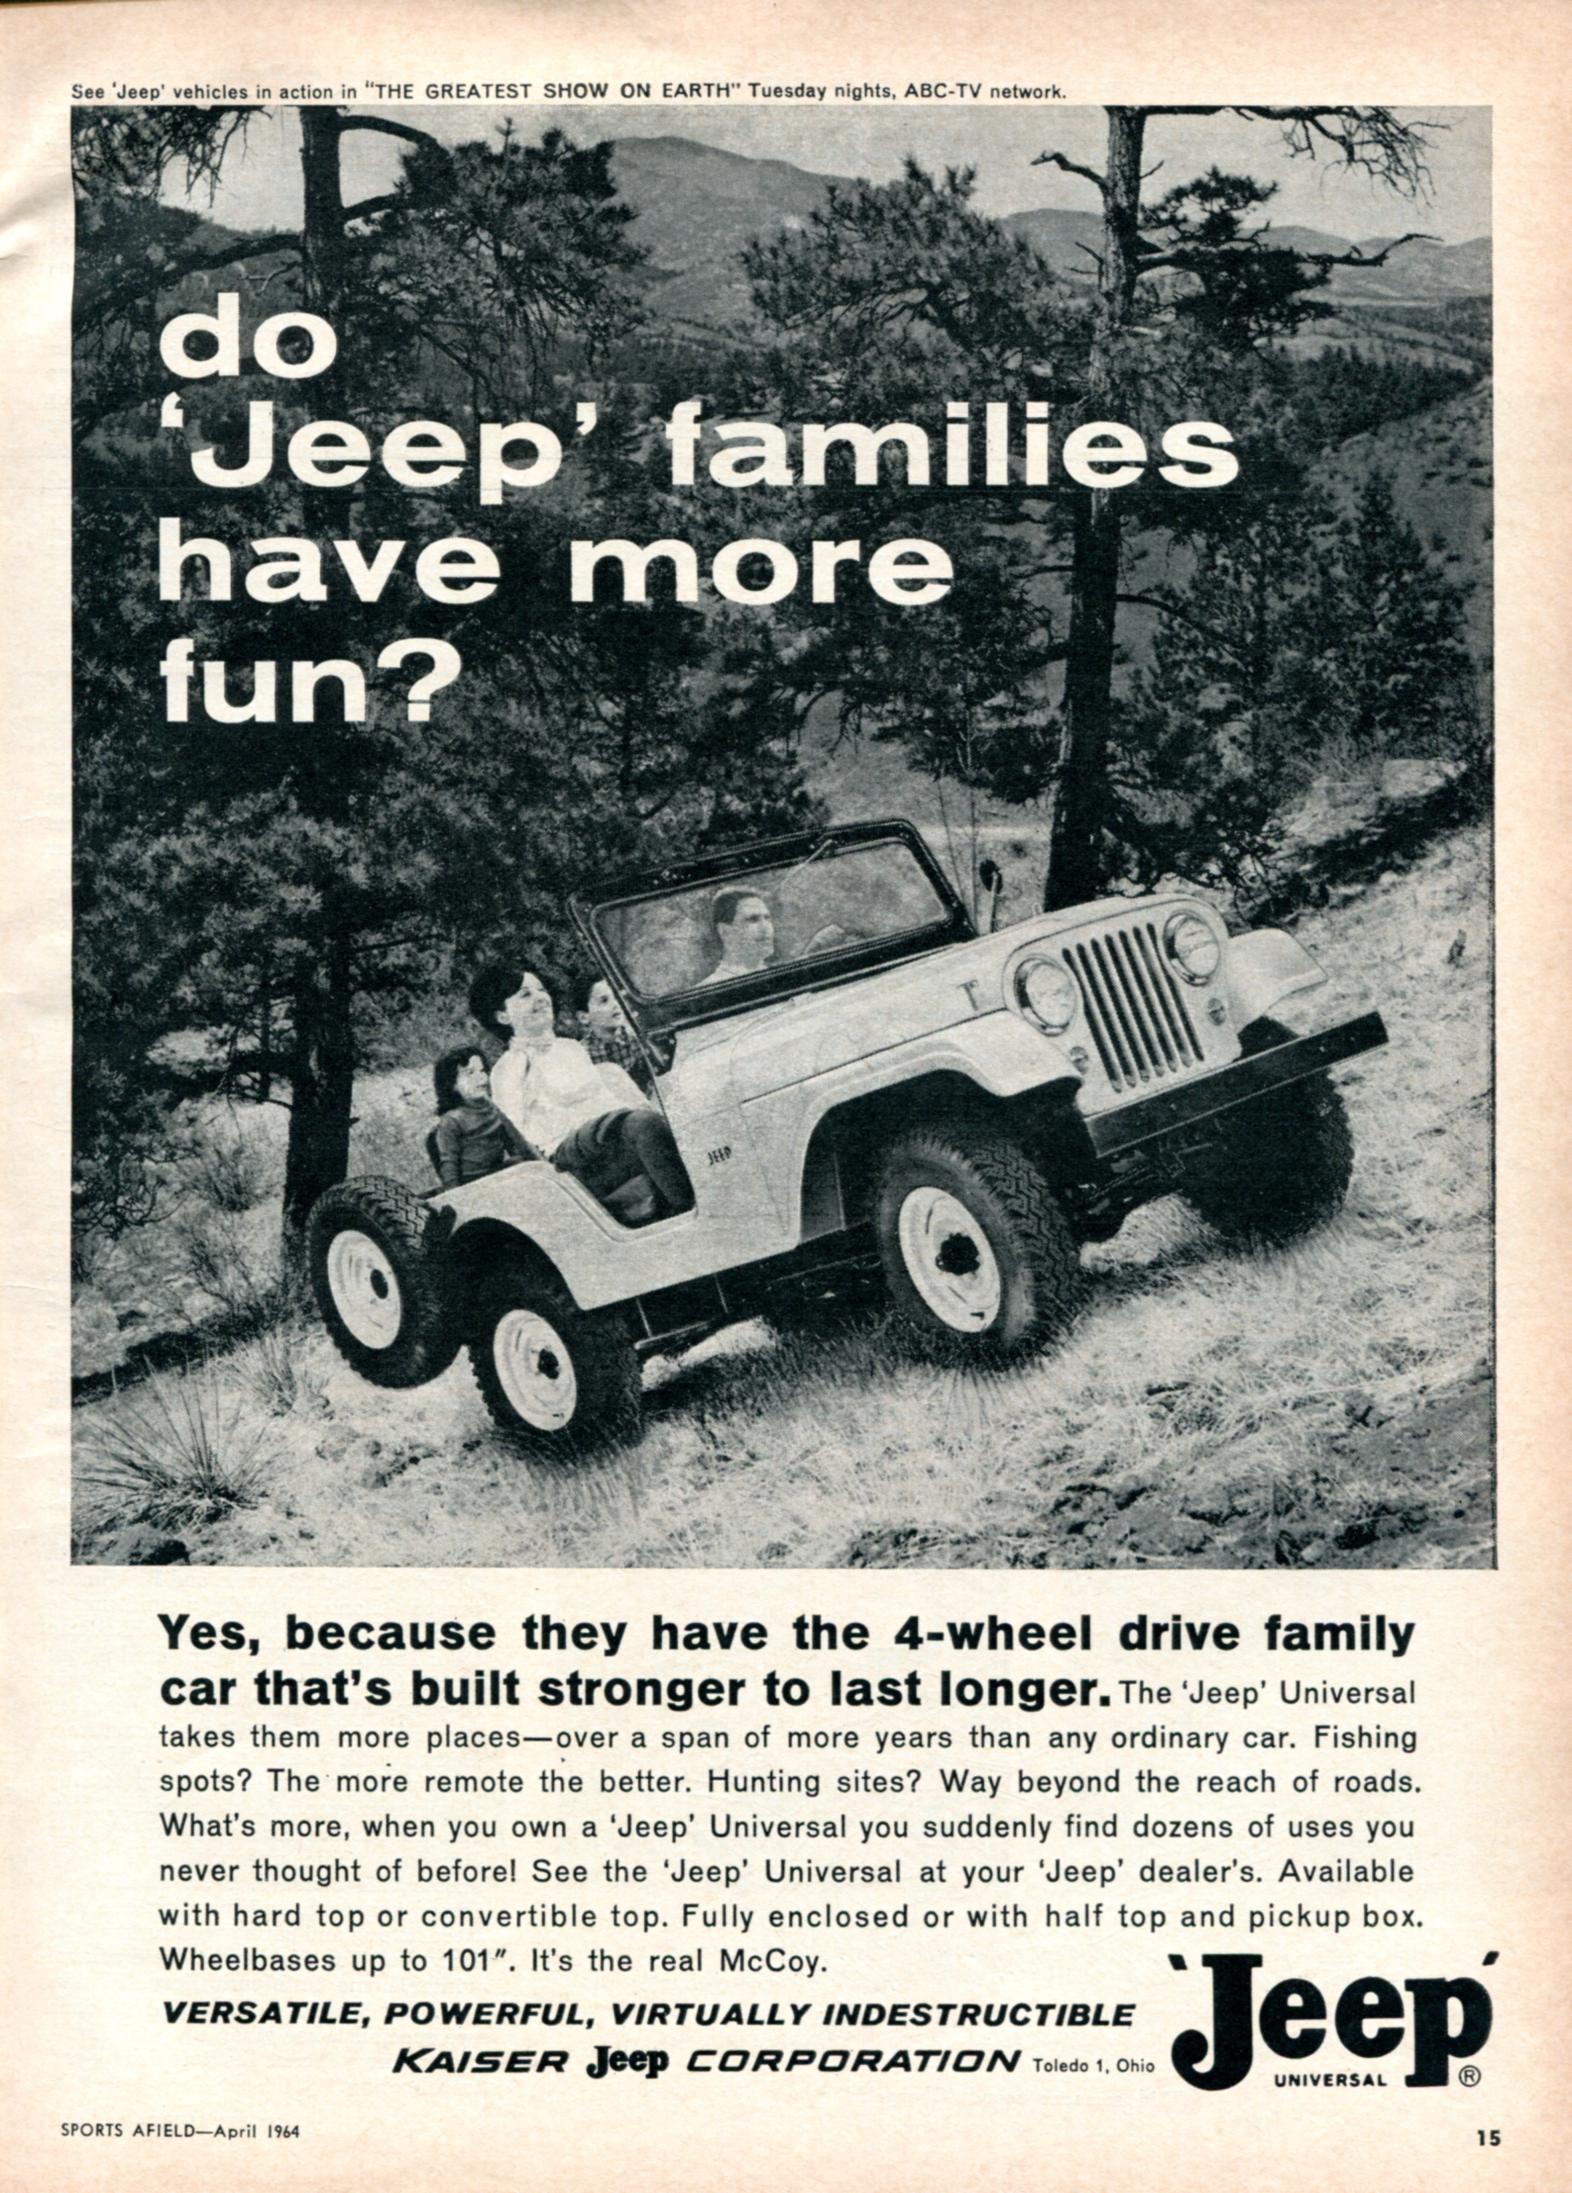 See 'Jeep' vehicles in action in "THE GREATEST SHOW ON EARTH" Tuesday nights, ABC-TV network.
do
'Jeep' families
have more
fun?
JEEP
Yes, because they have the 4-wheel drive family
car that's built stronger to last longer. The 'Jeep' Universal
takes them more places—over a span of more years than any ordinary car. Fishing
spots? The more remote the better. Hunting sites? Way beyond the reach of roads.
What's more, when you own a 'Jeep' Universal you suddenly find dozens of uses you
never thought of before! See the 'Jeep' Universal at your 'Jeep' dealer's. Available
with hard top or convertible top. Fully enclosed or with half top and pickup box.
Wheelbases up to 101″. It's the real McCoy.
VERSATILE, POWERFUL, VIRTUALLY INDESTRUCTIBLE
KAISER Jeep CORPORATION Toledo 1, Ohio
'Jeep'
UNIVERSAL ®
SPORTS AFIELD—April 1964
15